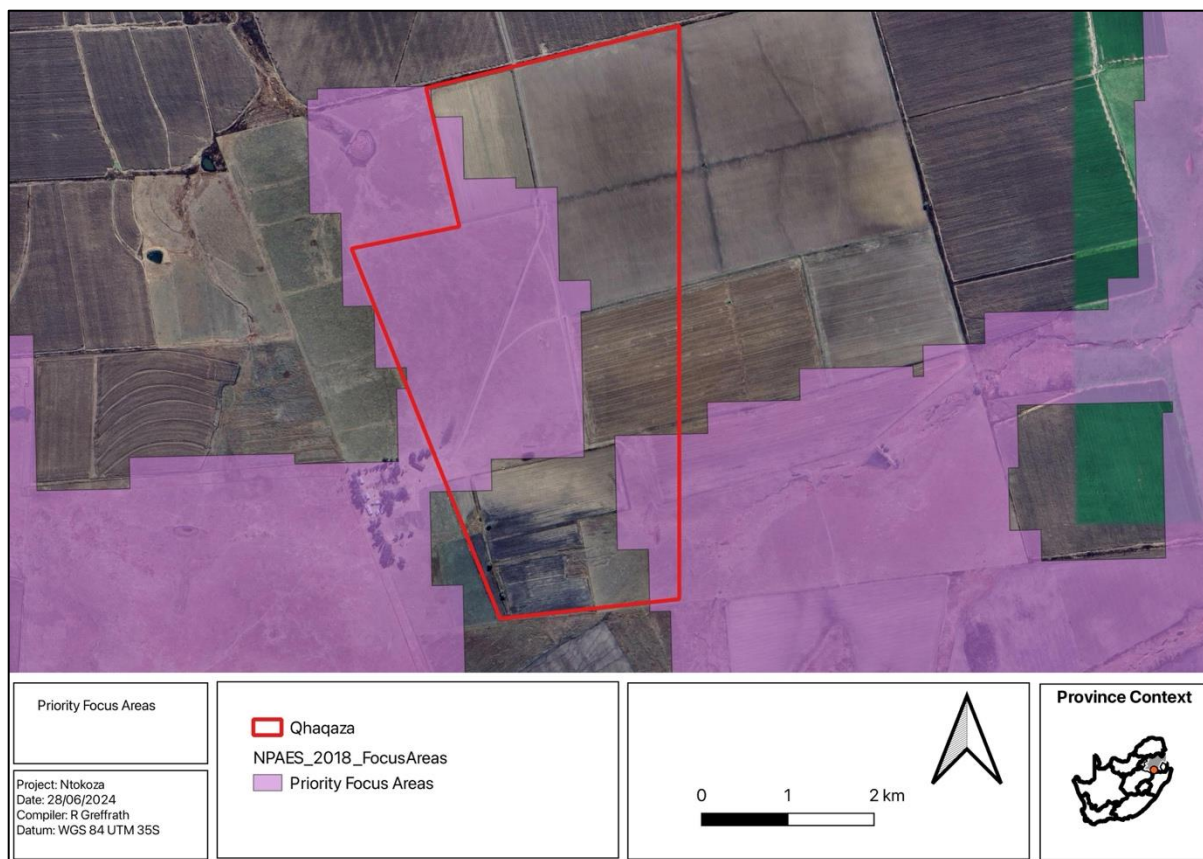 Priority Focus Areas
Project: Ntokoza
Date: 28/06/2024
Compiler: R Greffrath
Datum: WGS 84 UTM 35S
Qhaqaza
NPAES_2018_FocusAreas
Priority Focus Areas
0 1 2 km
Province Context